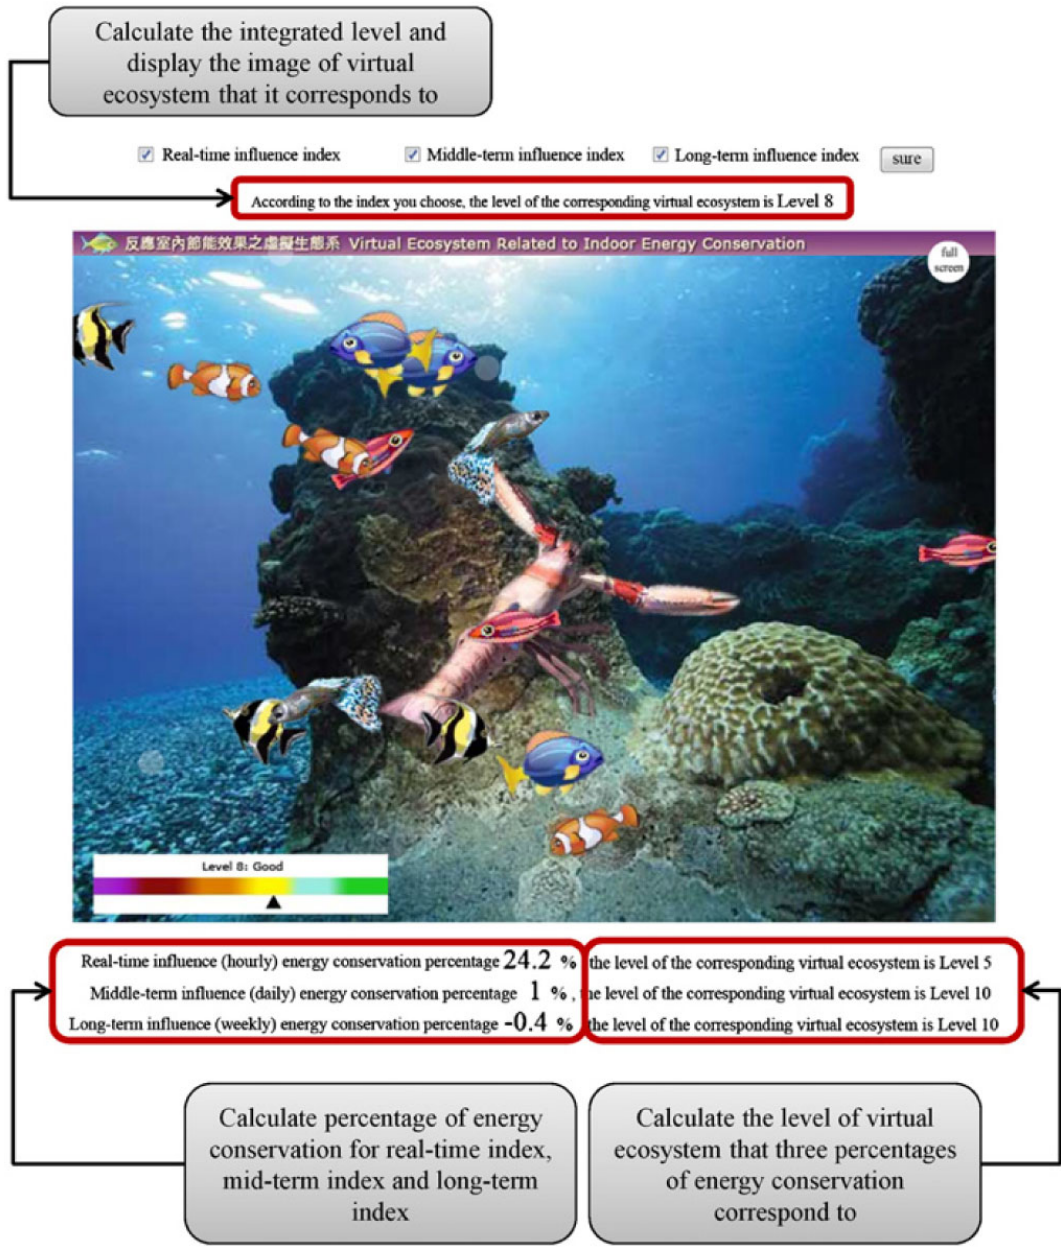 Calculate the integrated level and
display the image of virtual
ecosystem that it corresponds to
Real-time influence index Middle-term influence index Long-term influence index sure
According to the index you choose, the level of the corresponding virtual ecosystem is Level 8
反應室內節能效果之虛擬生態系 Virtual Ecosystem Related to Indoor Energy Conservation
full
screen
Level 8: Good
Real-time influence (hourly) energy conservation percentage 24.2 % the level of the corresponding virtual ecosystem is Level 5
Middle-term influence (daily) energy conservation percentage 1 % , the level of the corresponding virtual ecosystem is Level 10
Long-term influence (weekly) energy conservation percentage -0.4 % the level of the corresponding virtual ecosystem is Level 10
Calculate percentage of energy
conservation for real-time index,
mid-term index and long-term
index
Calculate the level of virtual
ecosystem that three percentages
of energy conservation
correspond to